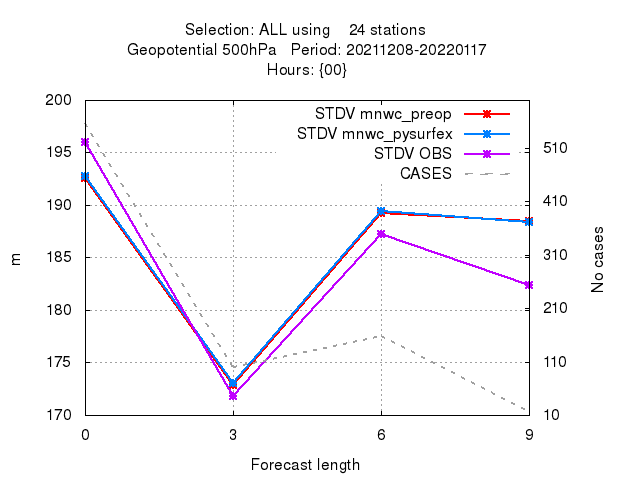 Selection: ALL using    24 stations
Geopotential 500hPa   Period: 20211208-20220117
Hours: {00}
STDV mnwc_preop
STDV mnwc_pysurfex
STDV OBS
CASES
200
195
190
185
180
175
170
m
510
410
310
210
110
10
No cases
0 3 6 9
Forecast length